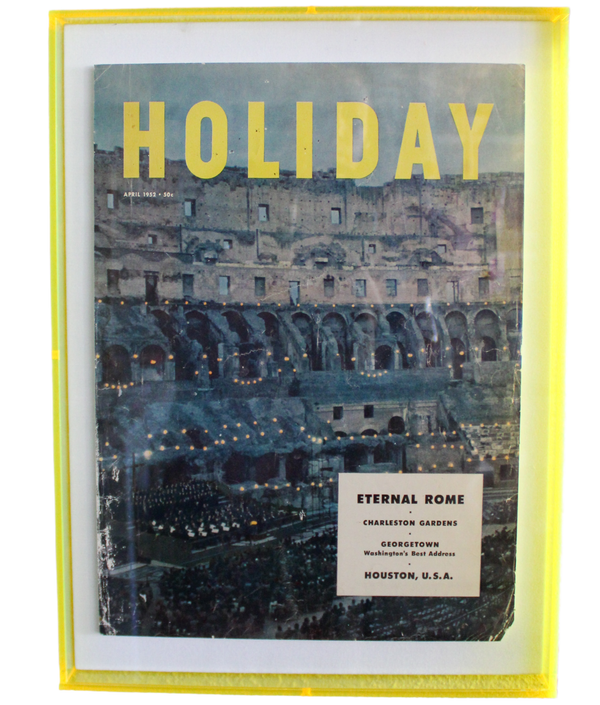 HOLIDAY
APRIL 1952 • 50¢
ETERNAL ROME
•
CHARLESTON GARDENS
•
GEORGETOWN
Washington's Best Address
•
HOUSTON, U.S.A.